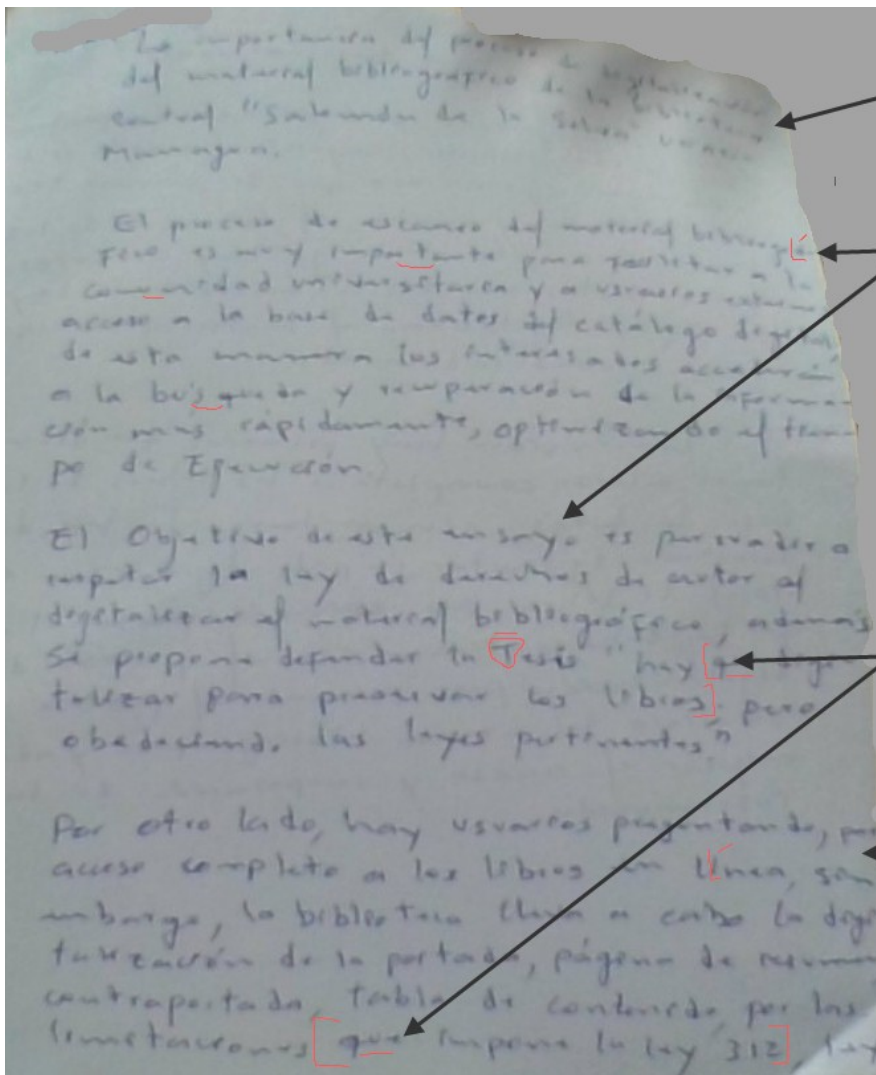 La importancia del proceso de digitalización
del material bibliográfico de la biblioteca
central "Salomón de la Selva"
Managua.
El proceso de escaneo del material bibliográ
fico es muy importante para facilitar a la
comunidad universitaria y a usuarios externos
acceso a la base de datos del catálogo digital,
de esta manera los interesados accederán
a la búsqueda y recuperación de la informa
ción mas rápidamente, optimizando el tiem
po de Ejecución.
El Objetivo de este ensayo es persuadir a
respetar la ley de derechos de autor al
digitalizar el material bibliográfico, además
Se propone defender la Tesis "hay q' digi
talizar para preservar los libros, pero
obedeciendo las leyes pertinentes"
Por otro lado, hay usuarios preguntando, por
acceso completo a los libros en línea, sin
embargo, la biblioteca lleva a cabo la digi
talización de la portada, página de resumen
contraportada, tabla de contenido, por las
limitaciones que impone la ley 312, ley